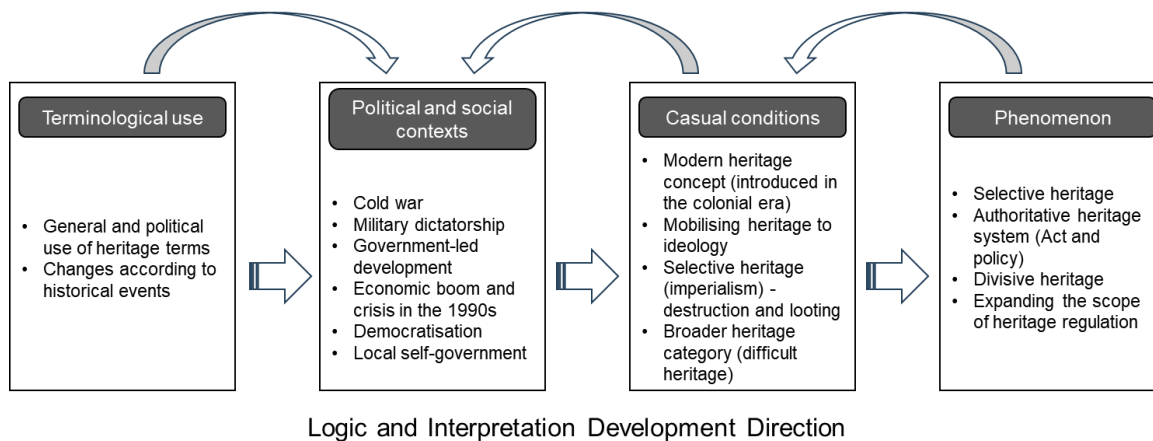 Terminological use
• General and political
use of heritage terms
• Changes according to
historical events
Political and social
contexts
• Cold war
• Military dictatorship
• Government-led
development
• Economic boom and
crisis in the 1990s
• Democratisation
• Local self-government
Casual conditions
• Modern heritage
concept (introduced in
the colonial era)
• Mobilising heritage to
ideology
• Selective heritage
(imperialism) -
destruction and looting
• Broader heritage
category (difficult
heritage)
Phenomenon
• Selective heritage
• Authoritative heritage
system (Act and
policy)
• Divisive heritage
• Expanding the scope
of heritage regulation
Logic and Interpretation Development Direction